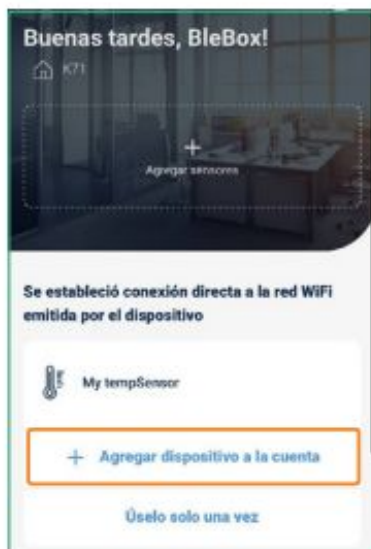 Buenas tardes, BleBox!
K71
+
Agregar sensores
Se estableció conexión directa a la red WiFi
emitida por el dispositivo
My tempSensor
+ Agregar dispositivo a la cuenta
Úselo solo una vez